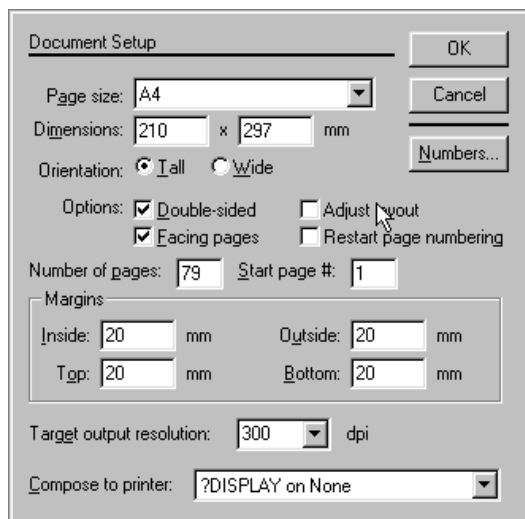 Document Setup
OK
Page size: A4
Cancel
Dimensions: 210 x 297 mm
Numbers...
Orientation: Tall Wide
Options: Double-sided Adjust layout
Facing pages Restart page numbering
Number of pages: 79 Start page #: 1
Margins
Inside: 20 mm Outside: 20 mm
Top: 20 mm Bottom: 20 mm
Target output resolution: 300 dpi
Compose to printer: ?DISPLAY on None